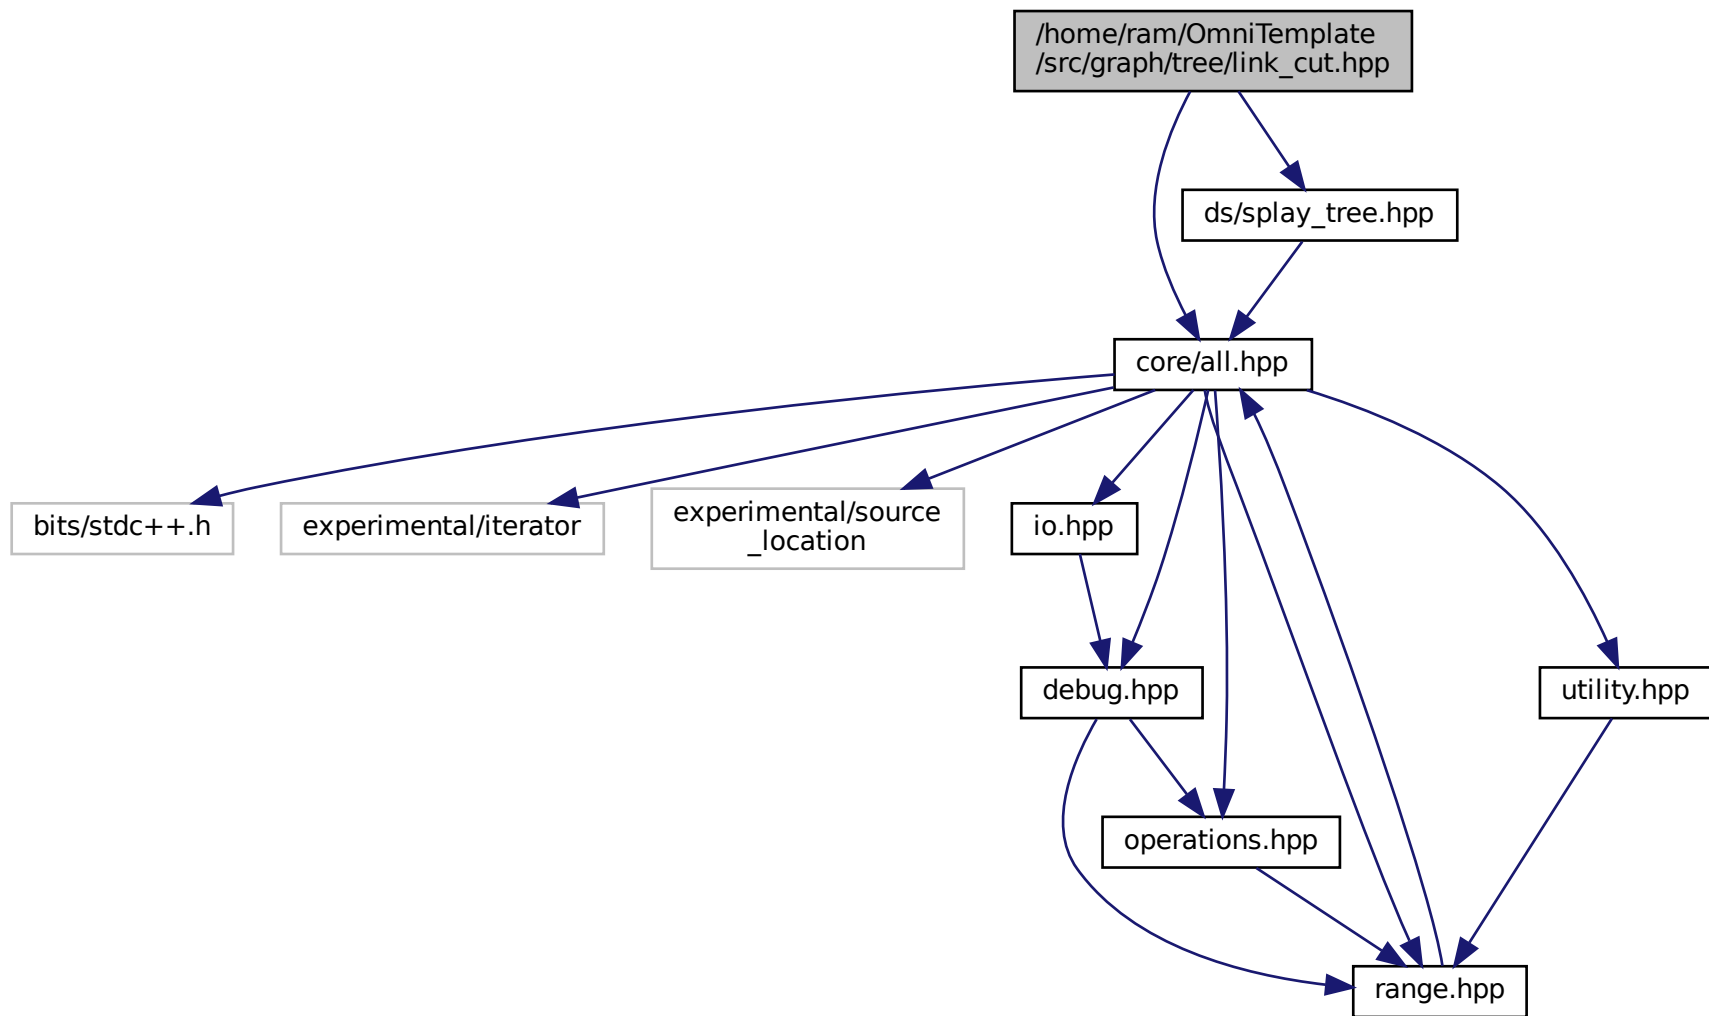 /home/ram/OmniTemplate
/src/graph/tree/link_cut.hpp
ds/splay_tree.hpp
core/all.hpp
bits/stdc++.h
experimental/iterator
experimental/source
_location
io.hpp
debug.hpp
utility.hpp
operations.hpp
range.hpp